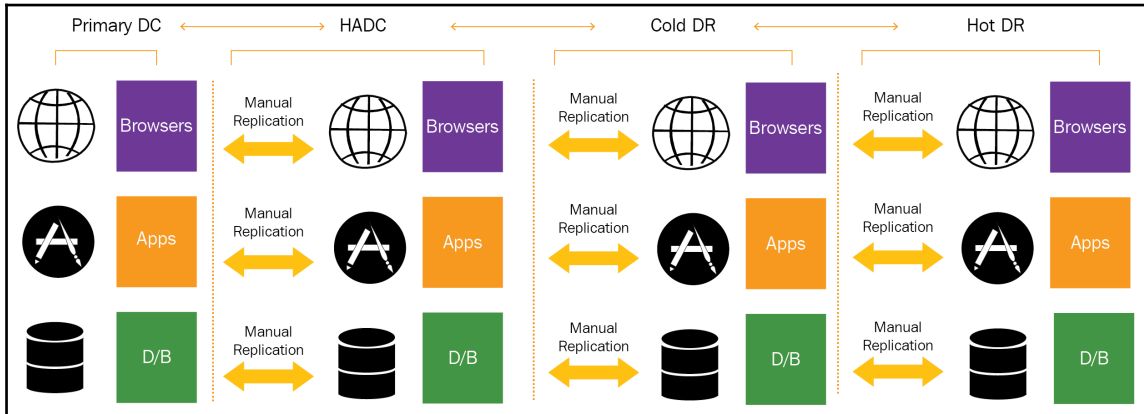 Primary DC
HADC
Cold DR
Hot DR
Browsers
Manual
Replication
Browsers
Manual
Replication
Browsers
Manual
Replication
Browsers
Apps
Manual
Replication
Apps
Manual
Replication
Apps
Manual
Replication
Apps
D/B
Manual
Replication
D/B
Manual
Replication
D/B
Manual
Replication
D/B